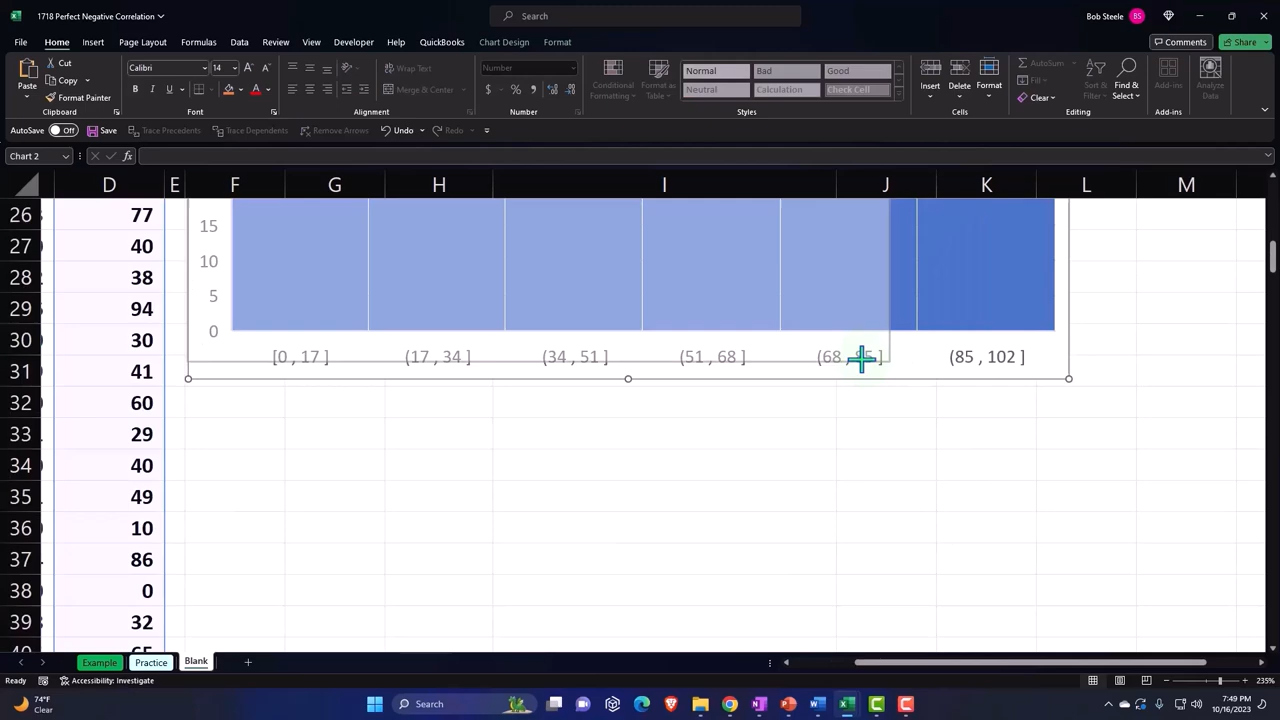 1718 Perfect Negative Correlation
Search
Bob Steele
BS
File Home Insert Page Layout Formulas Data Review View Developer Help QuickBooks Chart Design Format
Comments
Share
Paste
Cut
Copy
Format Painter
Clipboard
Calibri
14
Font
Wrap Text
Merge & Center
Alignment
Number
Number
Conditional Formatting
Format as Table
Normal Bad Good
Neutral Calculation Check Cell
Styles
Insert Delete Format
Cells
AutoSum
Fill
Clear
Sort & Filter
Find & Select
Editing
Add-ins
Add-ins
Analyze Data
AutoSave Off Save Trace Precedents Trace Dependents Remove Arrows Undo Redo
Chart 2
fx
D E F G H I J K L M
26 77
27 40
28 38
29 94
30 30
31 41
32 60
33 29
34 40
35 49
36 10
37 86
38 0
39 32
15
10
5
0
[0 , 17 ] (17 , 34 ] (34 , 51 ] (51 , 68 ] (68 , 85 ] (85 , 102 ]
Example Practice Blank
Ready Accessibility: Investigate 235%
74°F
Clear
Search
7:49 PM
10/16/2023